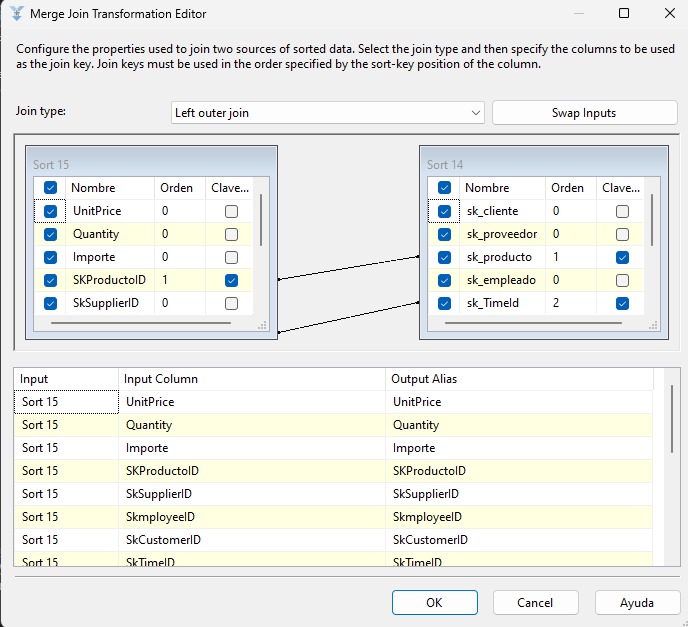 Merge Join Transformation Editor
Configure the properties used to join two sources of sorted data. Select the join type and then specify the columns to be used
as the join key. Join keys must be used in the order specified by the sort-key position of the column.
Join type: Left outer join Swap Inputs
Sort 15
Nombre Orden Clave...
UnitPrice 0
Quantity 0
Importe 0
SKProductoID 1
SkSupplierID 0
Sort 14
Nombre Orden Clave...
sk_cliente 0
sk_proveedor 0
sk_producto 1
sk_empleado 0
sk_TimeId 2
Input Input Column Output Alias
Sort 15 UnitPrice UnitPrice
Sort 15 Quantity Quantity
Sort 15 Importe Importe
Sort 15 SKProductoID SKProductoID
Sort 15 SkSupplierID SkSupplierID
Sort 15 SkmployeeID SkmployeeID
Sort 15 SkCustomerID SkCustomerID
Sort 15 SkTimeID SkTimeID
OK Cancel Ayuda